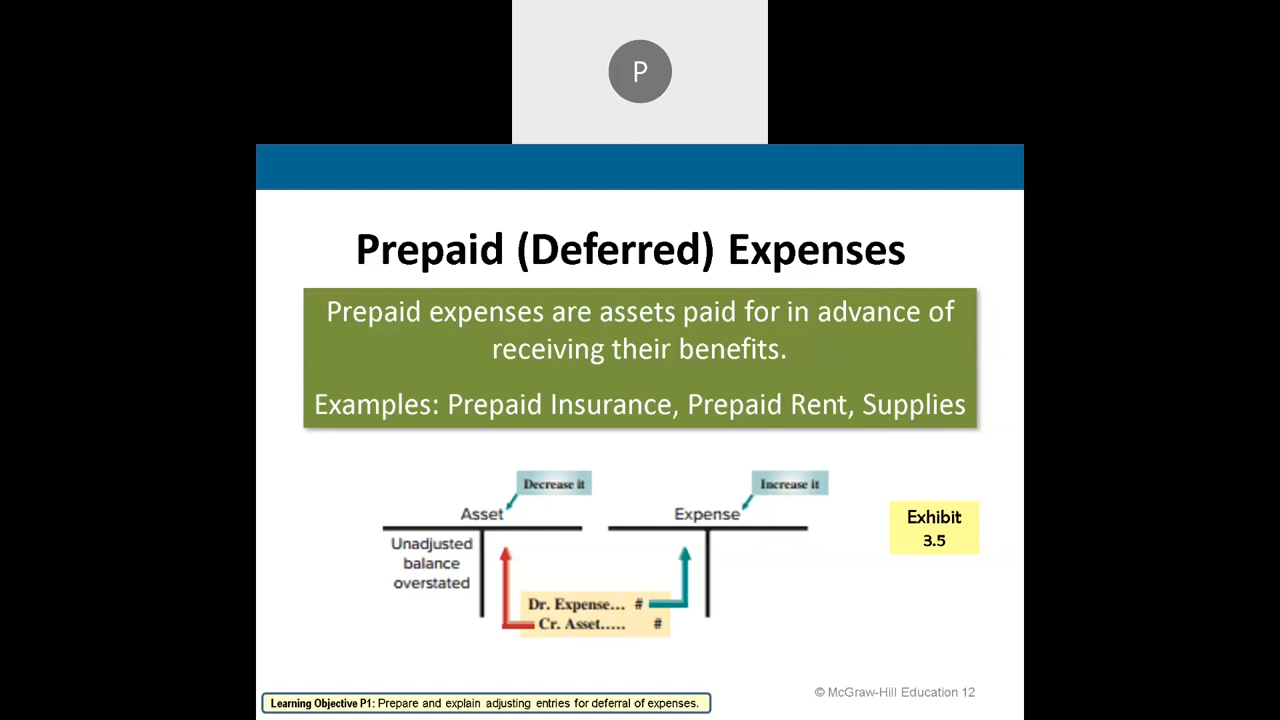 P
Prepaid (Deferred) Expenses
Prepaid expenses are assets paid for in advance of
receiving their benefits.
Examples: Prepaid Insurance, Prepaid Rent, Supplies
Decrease it
Increase it
Asset
Expense
Unadjusted
balance
overstated
Dr. Expense... #
Cr. Asset..... #
Exhibit
3.5
© McGraw-Hill Education 12
Learning Objective P1: Prepare and explain adjusting entries for deferral of expenses.